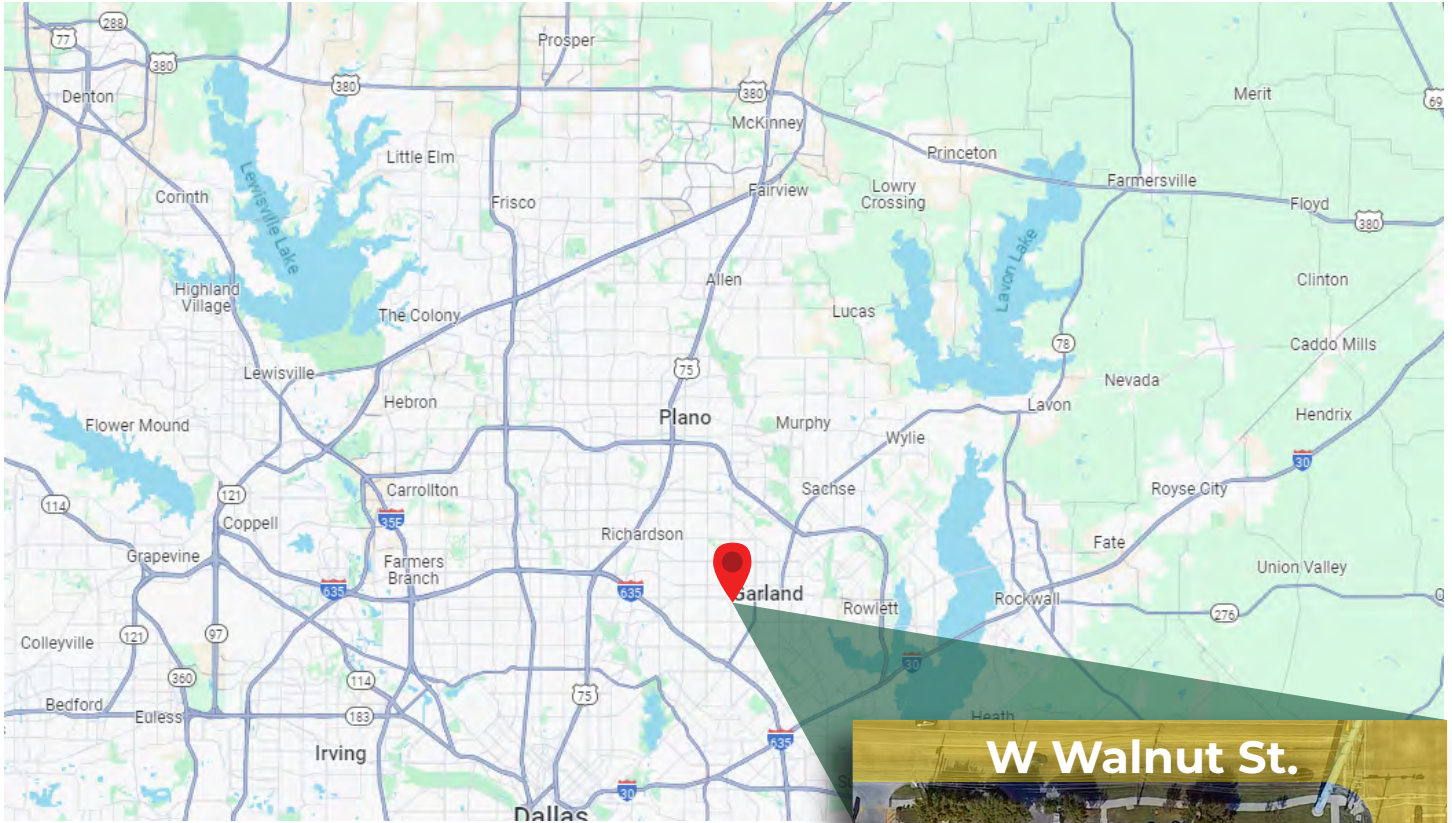 288
77
Prosper
380
380
380
Denton
Merit
69
McKinney
Little Elm
Princeton
Farmersville
Lewisville Lake
Corinth
Fairview
Lowry
Crossing
Frisco
Floyd
380
Lavon Lake
Allen
Clinton
Highland
Village
The Colony
Lucas
78
Caddo Mills
75
Lewisville
Nevada
Hebron
Lavon
Hendrix
Plano
Murphy
Flower Mound
Wylie
30
Carrollton
Sachse
Royse City
121
114
35E
Coppell
Richardson
Fate
Grapevine
Farmers
Branch
Union Valley
635
635
Garland
Rowlett
Rockwall
276
Colleyville
121
97
30
360
114
75
Bedford
Euless
183
Heath
635
Irving
W Walnut St.
30
Dallas